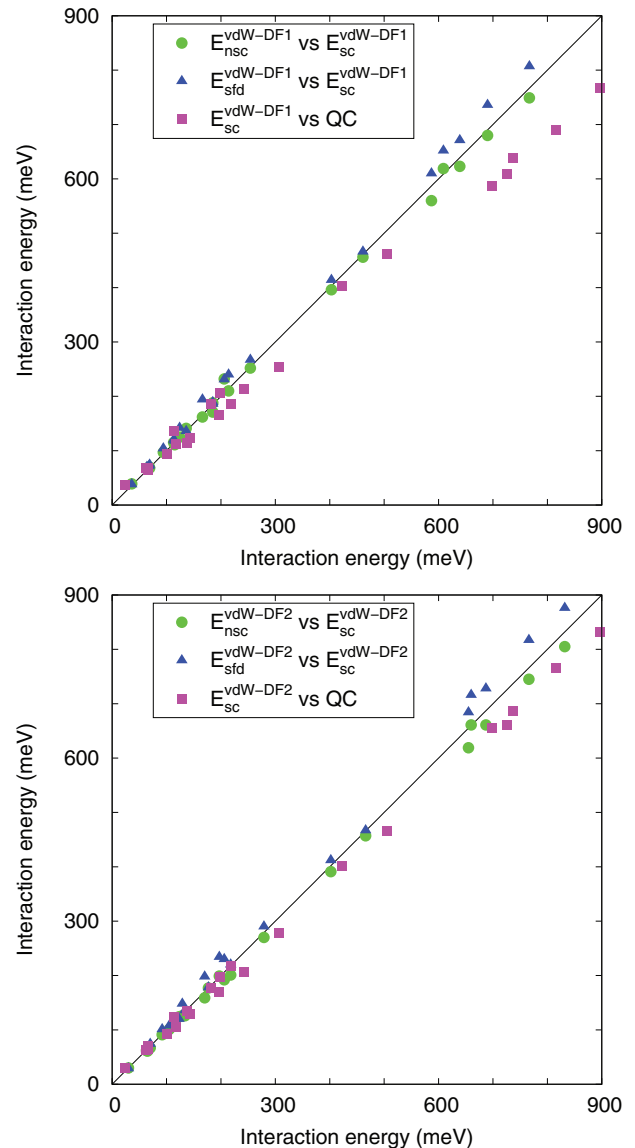 900
E_nsc^vdW−DF1 vs E_sc^vdW−DF1
E_sfd^vdW−DF1 vs E_sc^vdW−DF1
E_sc^vdW−DF1 vs QC
600
Interaction energy (meV)
300
0
0 300 600 900
Interaction energy (meV)
900
E_nsc^vdW−DF2 vs E_sc^vdW−DF2
E_sfd^vdW−DF2 vs E_sc^vdW−DF2
E_sc^vdW−DF2 vs QC
600
Interaction energy (meV)
300
0
0 300 600 900
Interaction energy (meV)